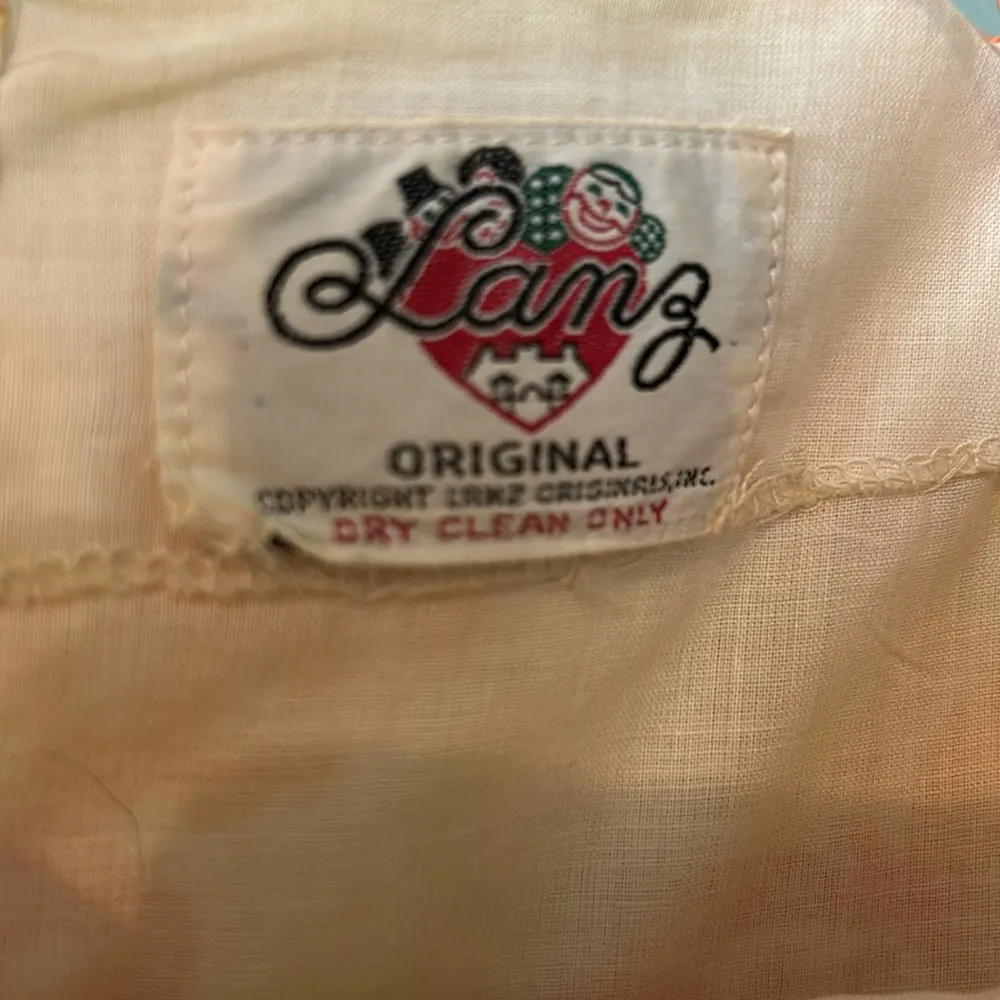 Lanz
ORIGINAL
COPYRIGHT LANZ ORIGINALS, INC.
DRY CLEAN ONLY